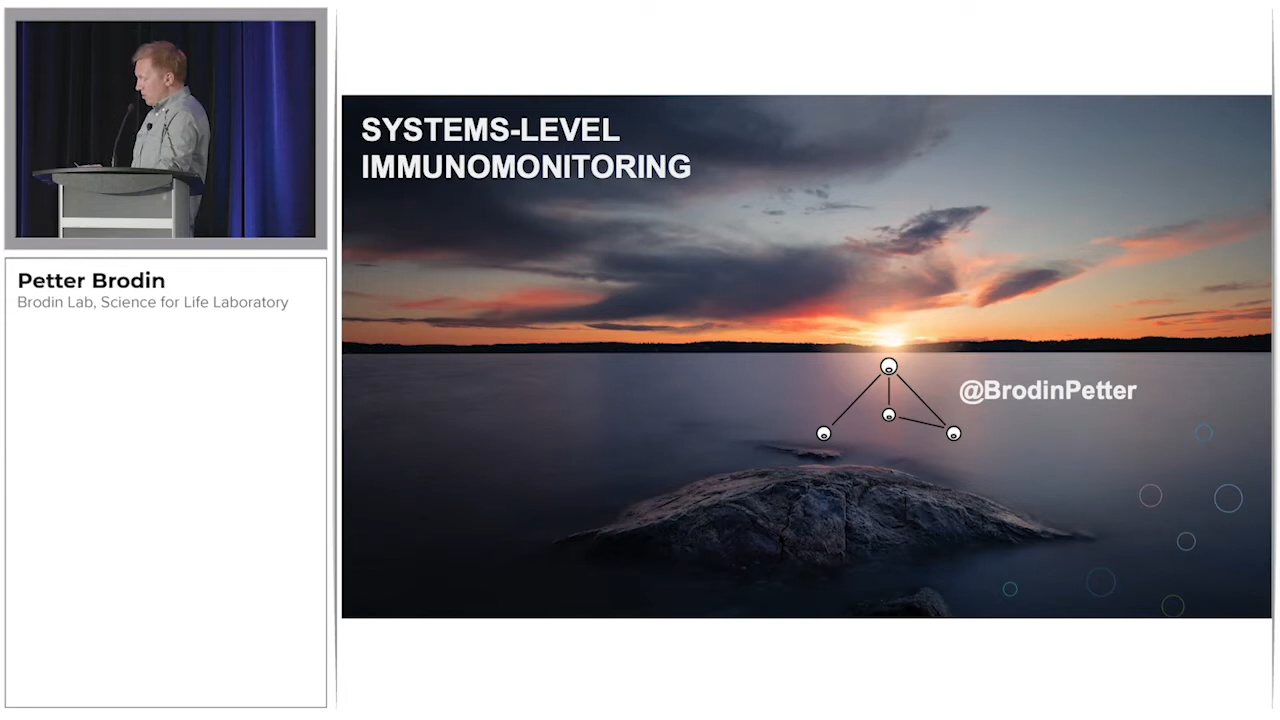 Petter Brodin
Brodin Lab, Science for Life Laboratory
SYSTEMS-LEVEL
IMMUNOMONITORING
@BrodinPetter